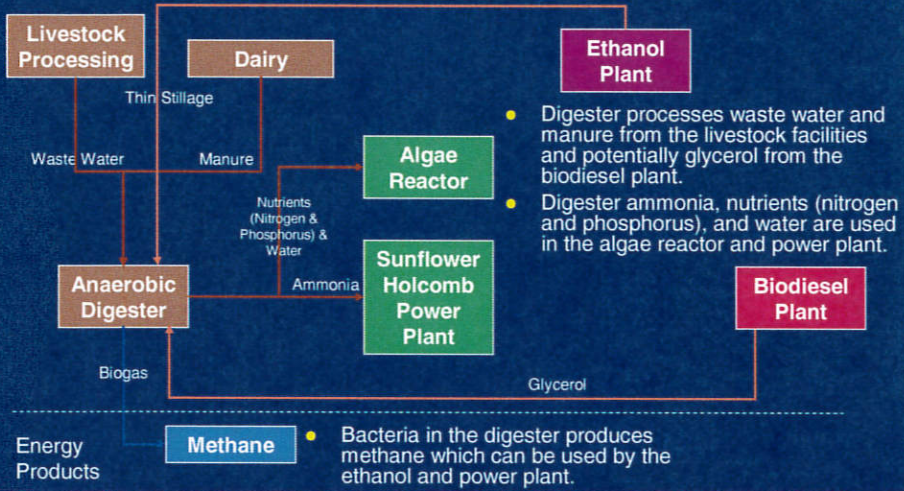 Livestock
Processing
Dairy
Ethanol
Plant
Thin Stillage
Waste Water
Manure
Algae
Reactor
Digester processes waste water and
manure from the livestock facilities
and potentially glycerol from the
biodiesel plant.
Digester ammonia, nutrients (nitrogen
and phosphorus), and water are used
in the algae reactor and power plant.
Nutrients
(Nitrogen &
Phosphorus) &
Water
Anaerobic
Digester
Ammonia
Sunflower
Holcomb
Power
Plant
Biodiesel
Plant
Biogas
Glycerol
Energy
Products
Methane
Bacteria in the digester produces
methane which can be used by the
ethanol and power plant.